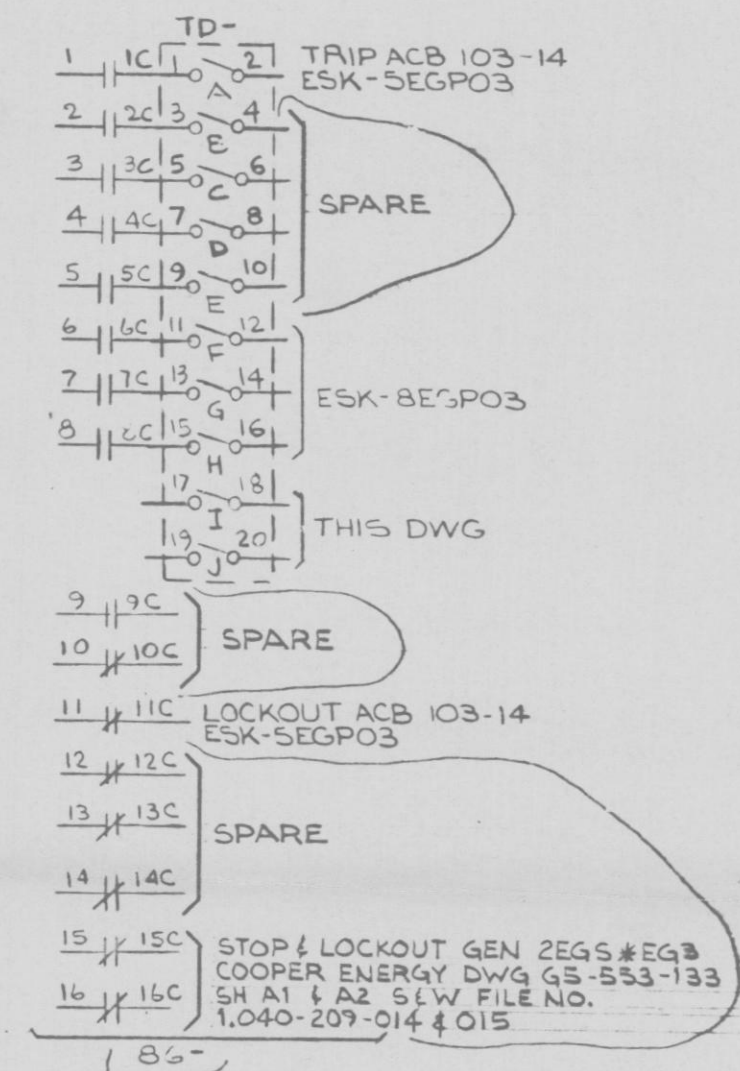 TD-
1 1C 1 2 TRIP ACB 103-14
A ESK-5EGP03
2 2C 3 4
E
3 3C 5 6
C SPARE
4 4C 7 8
D
5 5C 9 10
E
6 6C 11 12
F
7 7C 13 14 ESK-8EGP03
G
8 8C 15 16
H
17 18
I THIS DWG
19 20
J
9 9C
SPARE
10 10C
11 11C LOCKOUT ACB 103-14
ESK-5EGP03
12 12C
13 13C SPARE
14 14C
15 15C STOP & LOCKOUT GEN 2EGS*EG3
COOPER ENERGY DWG G5-553-133
16 16C SH A1 & A2 S&W FILE NO.
1.040-209-014 & 015
86-